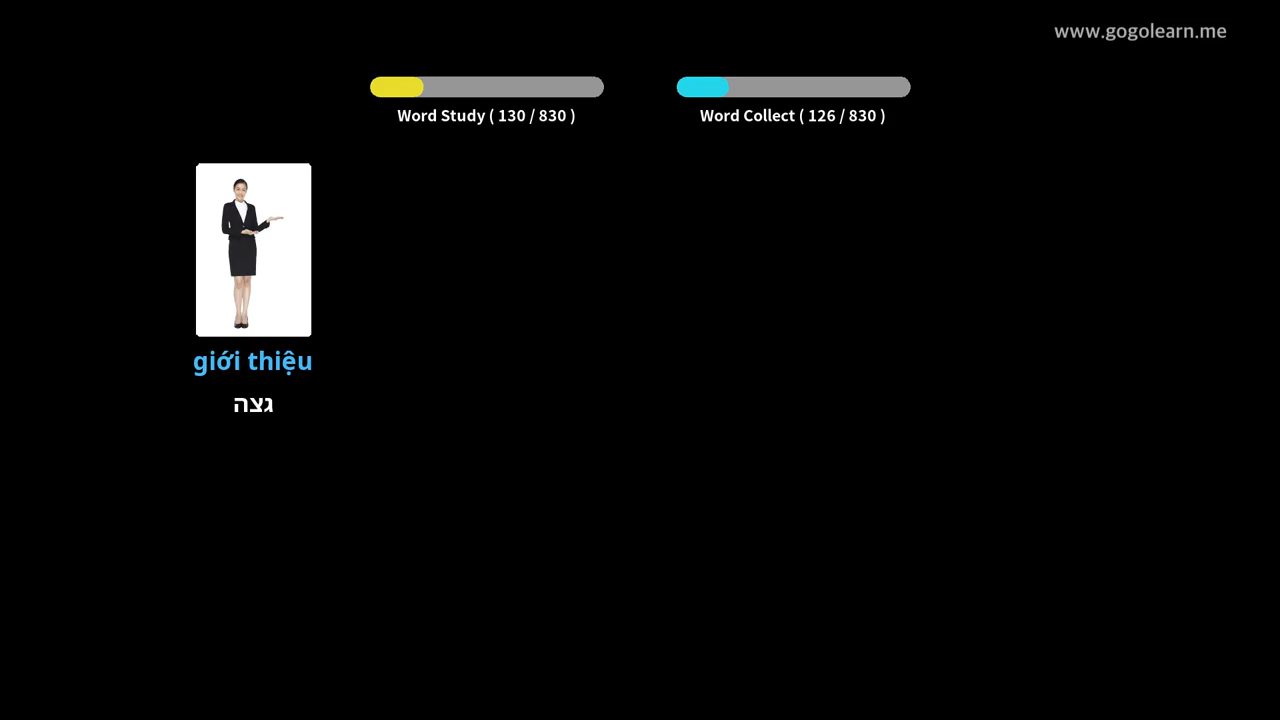 www.gogolearn.me
Word Study ( 130 / 830 )
Word Collect ( 126 / 830 )
giới thiệu
גצה